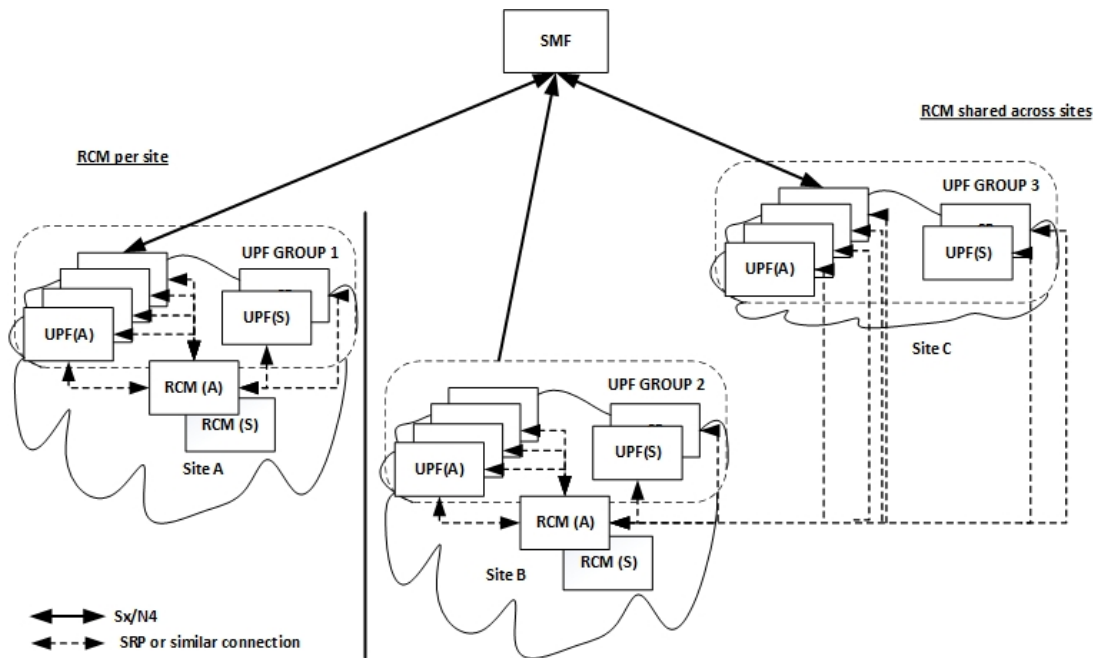 SMF
RCM per site
RCM shared across sites
UPF GROUP 1
UPF(A)
UPF(S)
RCM (A)
RCM (S)
Site A
UPF GROUP 2
UPF(A)
UPF(S)
RCM (A)
RCM (S)
Site B
UPF GROUP 3
UPF(A)
UPF(S)
Site C
Sx/N4
SRP or similar connection